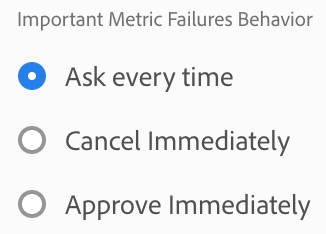 Important Metric Failures Behavior
Ask every time
Cancel Immediately
Approve Immediately